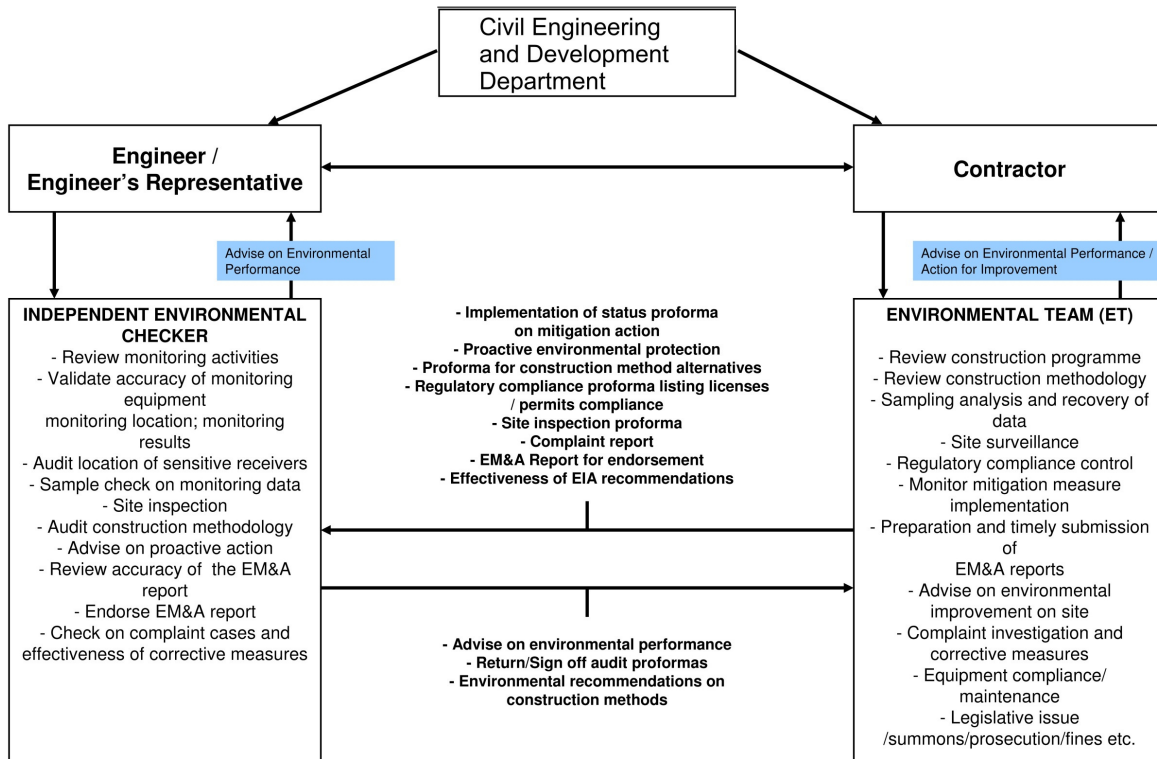 Civil Engineering
and Development
Department
Engineer /
Engineer's Representative
Contractor
Advise on Environmental
Performance
Advise on Environmental Performance /
Action for Improvement
INDEPENDENT ENVIRONMENTAL
CHECKER
- Review monitoring activities
- Validate accuracy of monitoring
equipment
monitoring location; monitoring
results
- Audit location of sensitive receivers
- Sample check on monitoring data
- Site inspection
- Audit construction methodology
- Advise on proactive action
- Review accuracy of the EM&A
report
- Endorse EM&A report
- Check on complaint cases and
effectiveness of corrective measures
- Implementation of status proforma
on mitigation action
- Proactive environmental protection
- Proforma for construction method alternatives
- Regulatory compliance proforma listing licenses
/ permits compliance
- Site inspection proforma
- Complaint report
- EM&A Report for endorsement
- Effectiveness of EIA recommendations
- Advise on environmental performance
- Return/Sign off audit proformas
- Environmental recommendations on
construction methods
ENVIRONMENTAL TEAM (ET)
- Review construction programme
- Review construction methodology
- Sampling analysis and recovery of
data
- Site surveillance
- Regulatory compliance control
- Monitor mitigation measure
implementation
- Preparation and timely submission
of
EM&A reports
- Advise on environmental
improvement on site
- Complaint investigation and
corrective measures
- Equipment compliance/
maintenance
- Legislative issue
/summons/prosecution/fines etc.